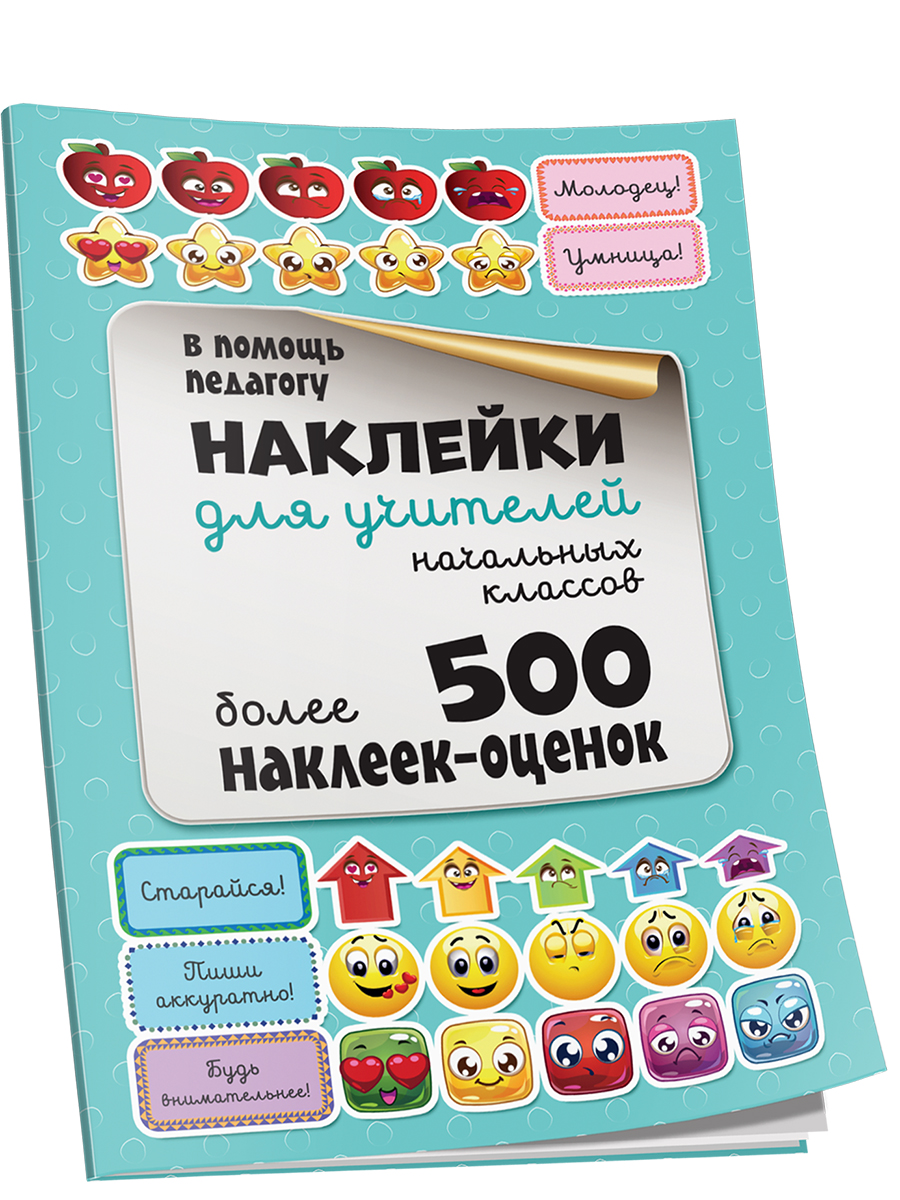 Молодец!
Умница!
В ПОМОЩЬ
ПЕДАГОГУ
НАКЛЕЙКИ
для учителей
начальных
классов
более 500
НАКЛЕЕК-ОЦЕНОК
Старайся!
Пиши
аккуратно!
Будь
внимательнее!